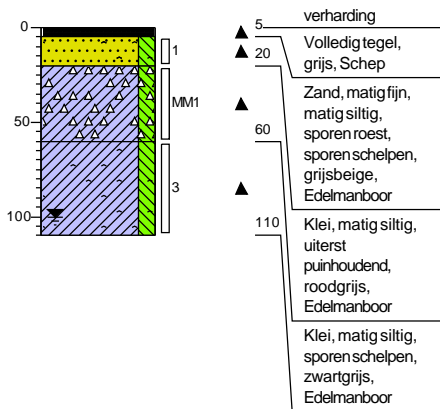 0
50
100
1
MM1
3
5
20
60
110
verharding
Volledig tegel,
grijs, Schep
Zand, matig fijn,
matig siltig,
sporen roest,
sporen schelpen,
grijsbeige,
Edelmanboor
Klei, matig siltig,
uiterst
puinhoudend,
roodgrijs,
Edelmanboor
Klei, matig siltig,
sporen schelpen,
zwartgrijs,
Edelmanboor